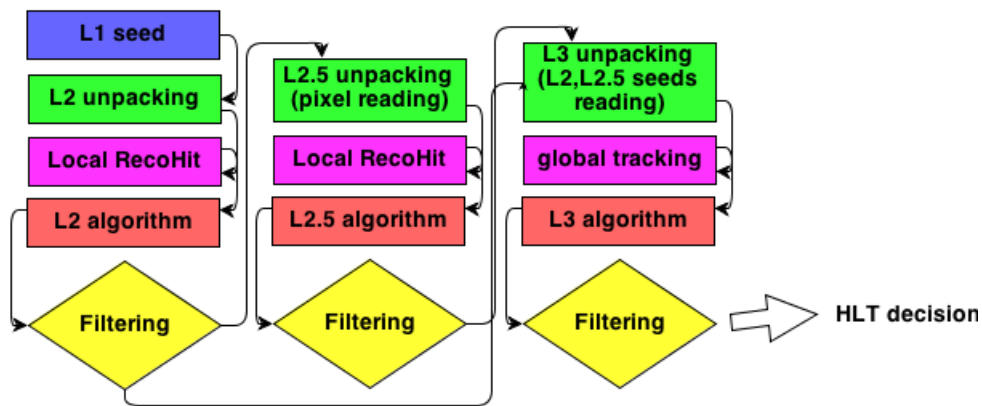 L1 seed
L2 unpacking
Local RecoHit
L2 algorithm
Filtering
L2.5 unpacking
(pixel reading)
Local RecoHit
L2.5 algorithm
Filtering
L3 unpacking
(L2,L2.5 seeds
reading)
global tracking
L3 algorithm
Filtering
HLT decision